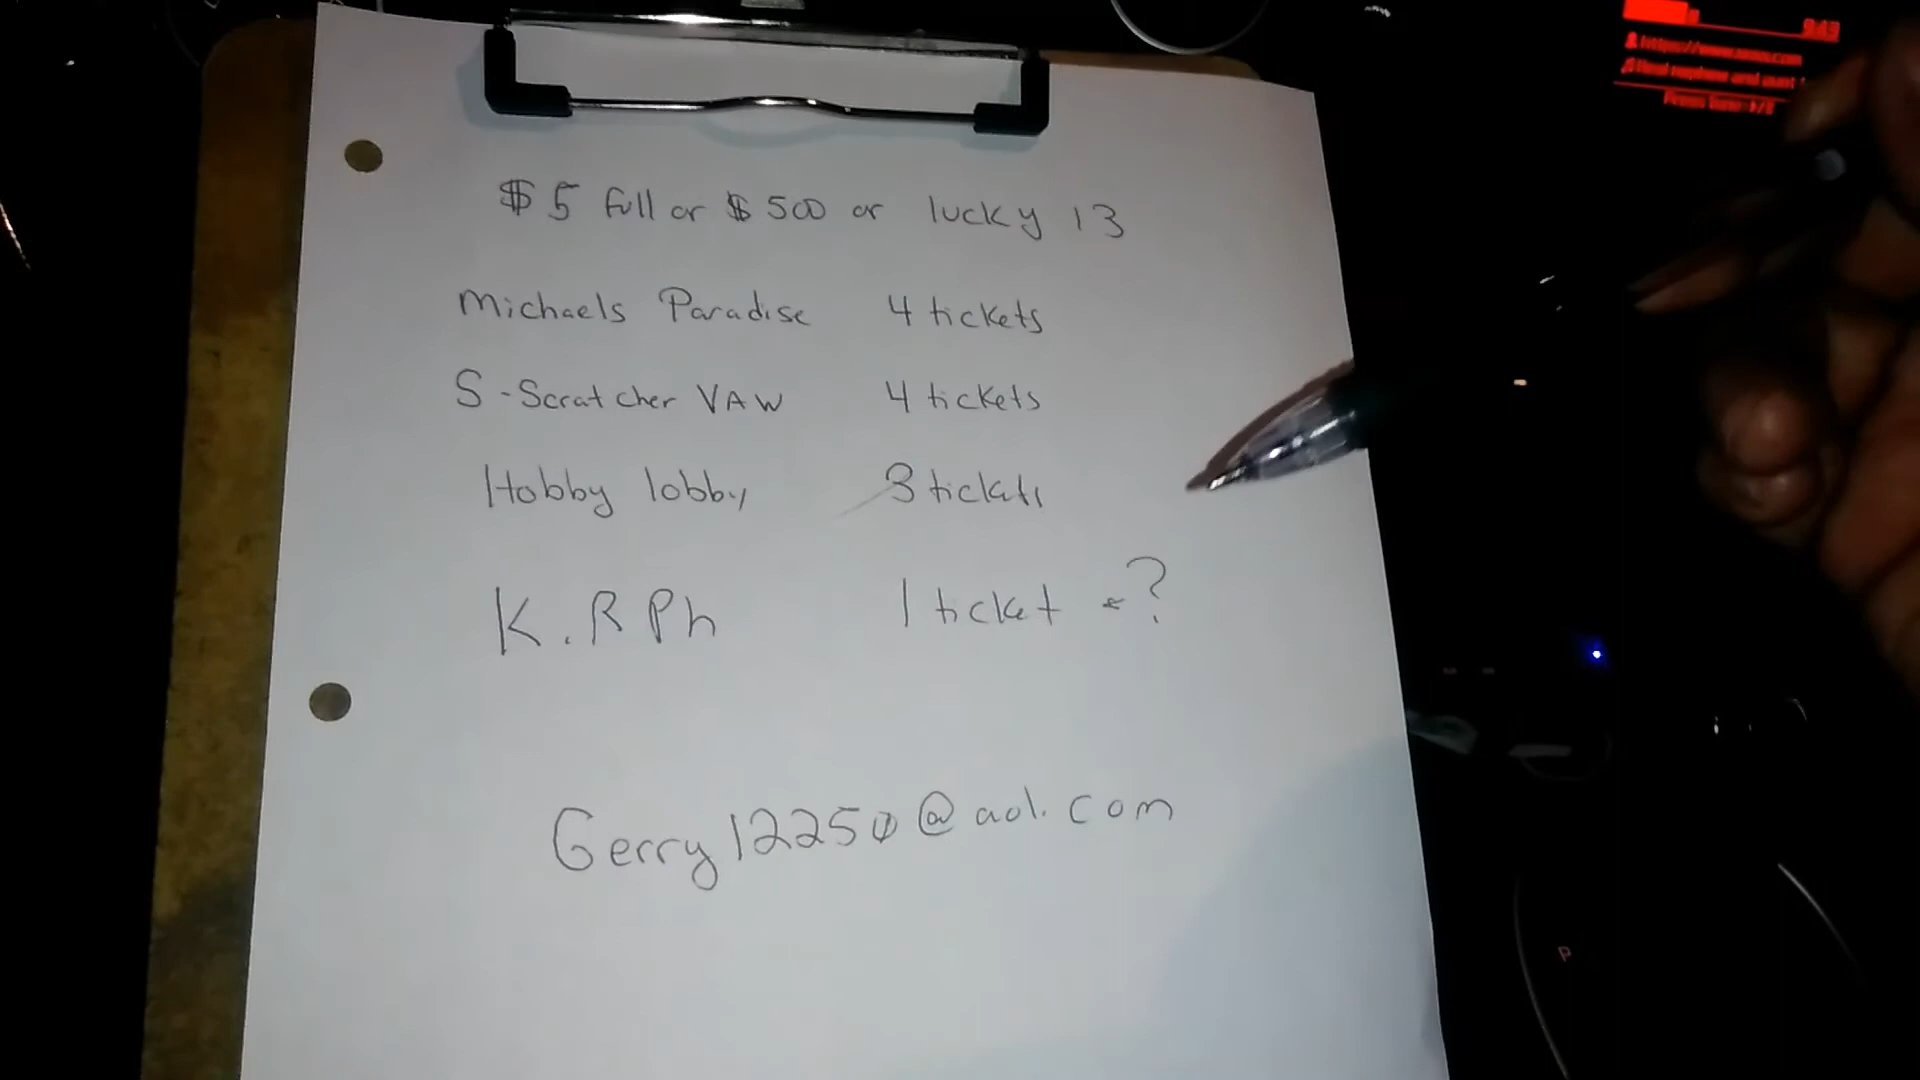 $5 full or $500 or lucky 13
Michaels Paradise 4 tickets
S-Scratcher VAW 4 tickets
Hobby lobby 3 tickets
K.RPh 1 ticket - ?
Gerry12250@aol.com
P